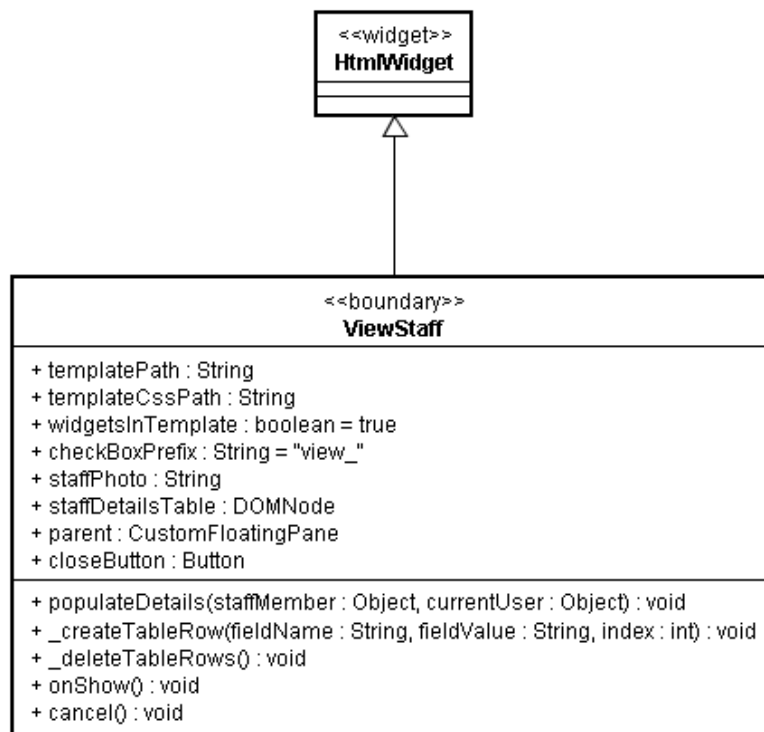 <<widget>>
HtmlWidget
<<boundary>>
ViewStaff
+ templatePath : String
+ templateCssPath : String
+ widgetsInTemplate : boolean = true
+ checkBoxPrefix : String = "view_"
+ staffPhoto : String
+ staffDetailsTable : DOMNode
+ parent : CustomFloatingPane
+ closeButton : Button
+ populateDetails(staffMember : Object, currentUser : Object) : void
+ _createTableRow(fieldName : String, fieldValue : String, index : int) : void
+ _deleteTableRows() : void
+ onShow() : void
+ cancel() : void